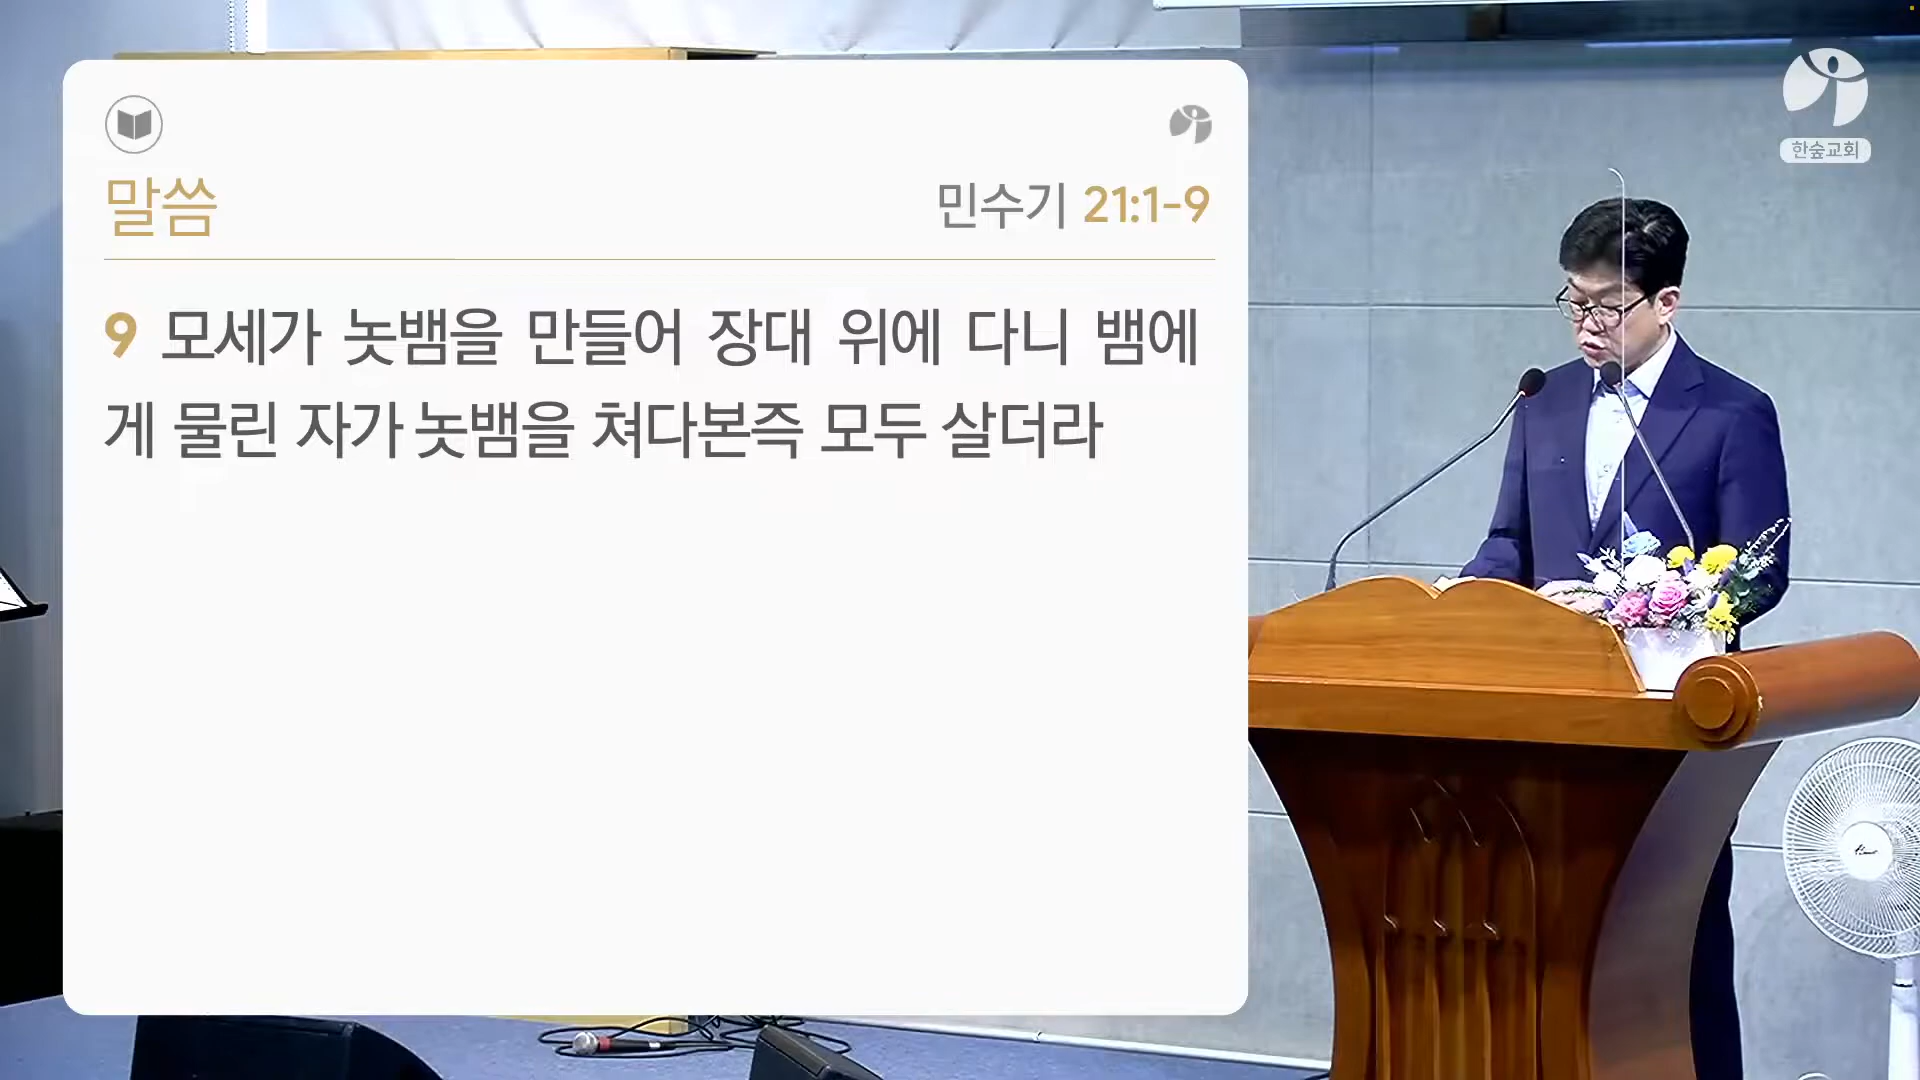 한숲교회
말씀
민수기 21:1-9
9 모세가 놋뱀을 만들어 장대 위에 다니 뱀에
게 물린 자가 놋뱀을 쳐다본즉 모두 살더라